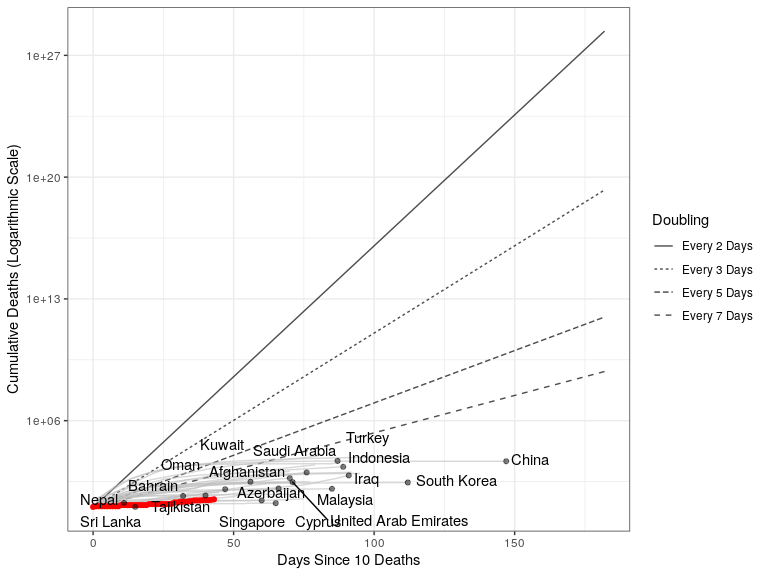 1e+27
1e+20
1e+13
1e+06
Cumulative Deaths (Logarithmic Scale)
Turkey
Kuwait
Saudi Arabia
Indonesia
China
Oman
Afghanistan
Iraq
South Korea
Bahrain
Azerbaijan
Malaysia
Nepal
Tajikistan
Sri Lanka
Singapore
Cyprus
United Arab Emirates
0
50
100
150
Days Since 10 Deaths
Doubling
Every 2 Days
Every 3 Days
Every 5 Days
Every 7 Days